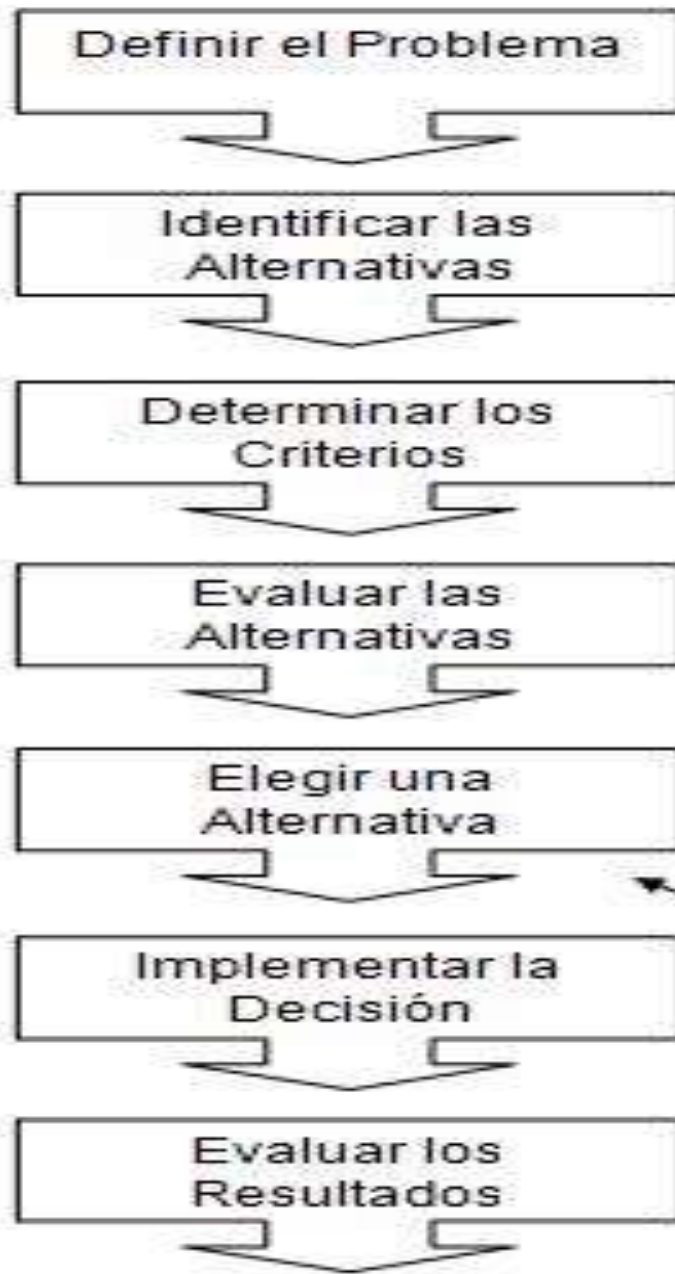 Definir el Problema
Identificar las
Alternativas
Determinar los
Criterios
Evaluar las
Alternativas
Elegir una
Alternativa
Implementar la
Decisión
Evaluar los
Resultados